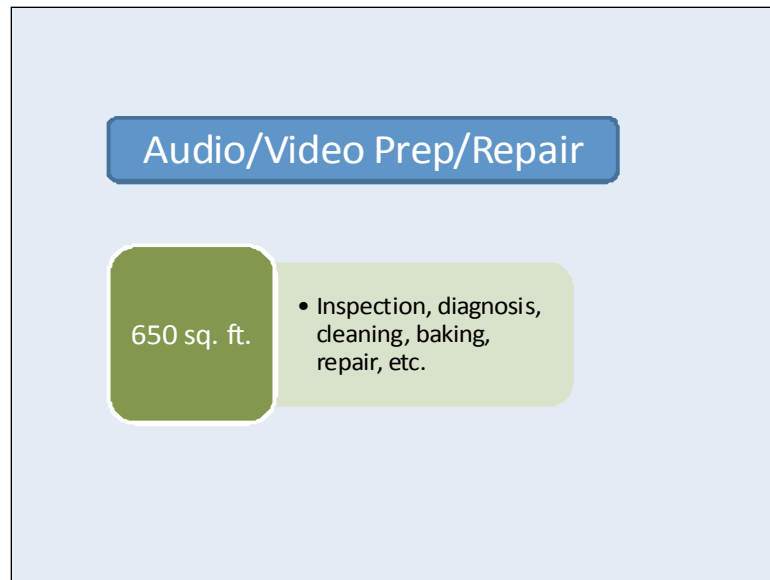 Audio/Video Prep/Repair
650 sq. ft.
• Inspection, diagnosis,
cleaning, baking,
repair, etc.